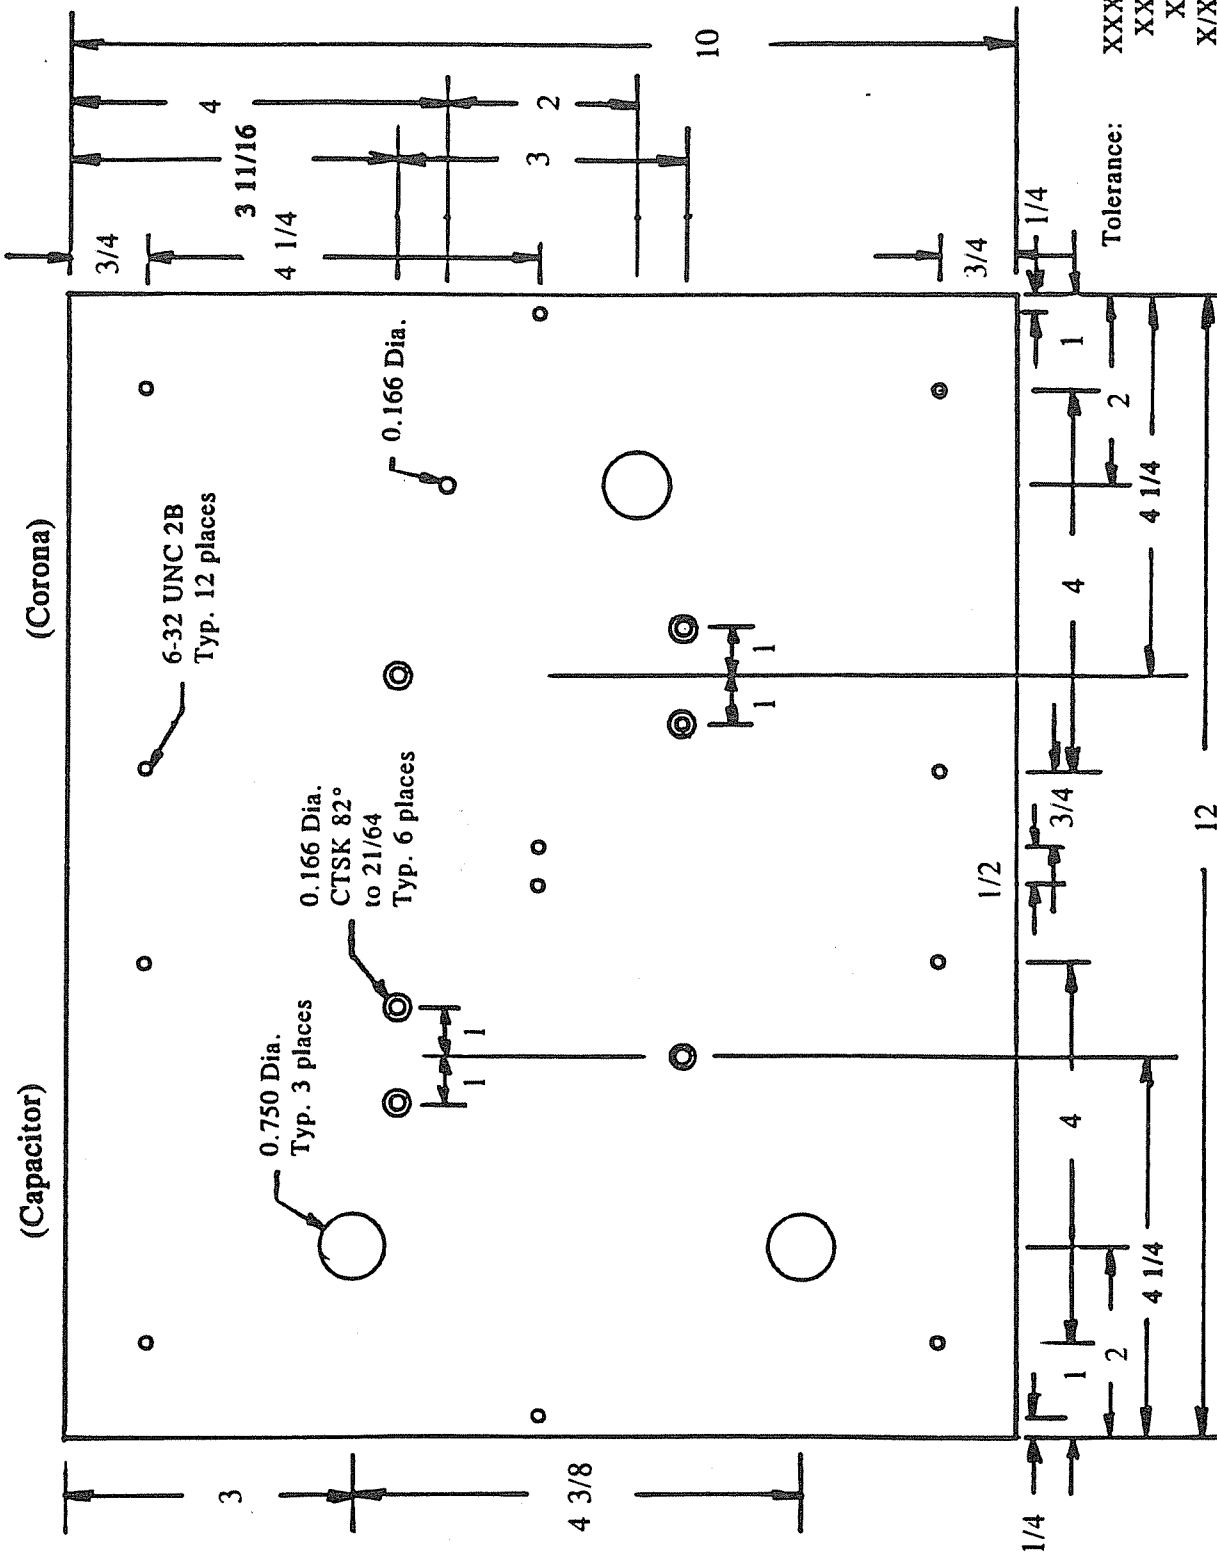 (Capacitor)
(Corona)
0.750 Dia.
Typ. 3 places
0.166 Dia.
CTSK 82°
to 21/64
Typ. 6 places
6-32 UNC 2B
Typ. 12 places
0.166 Dia.
3
4 3/8
3/4
4 1/4
3 11/16
3
4
2
10
3/4
1/4
1
1
1
1
1/4
1
2
4
4 1/4
1/2
3/4
12
4
4 1/4
2
1
Tolerance:
XXX
XX
X
X/X